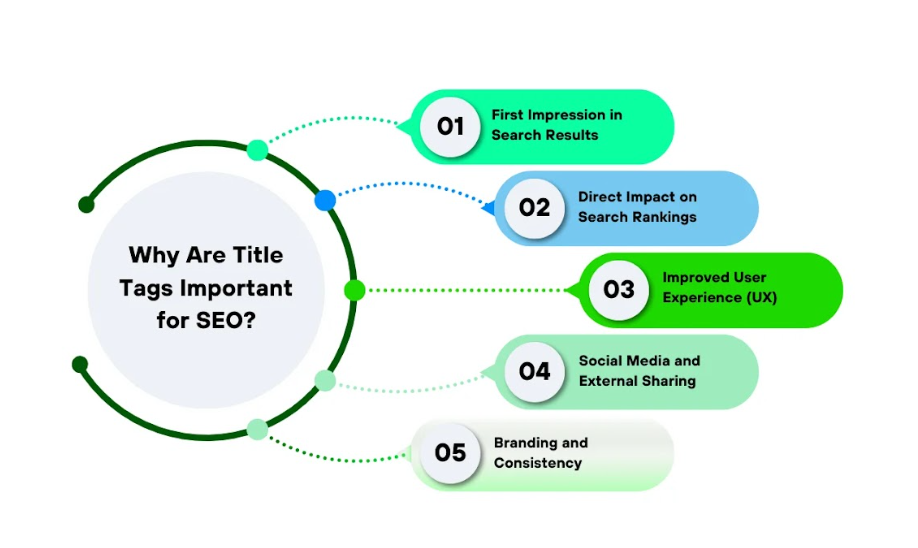 Why Are Title
Tags Important
for SEO?
01
First Impression in
Search Results
02
Direct Impact on
Search Rankings
03
Improved User
Experience (UX)
04
Social Media and
External Sharing
05
Branding and
Consistency